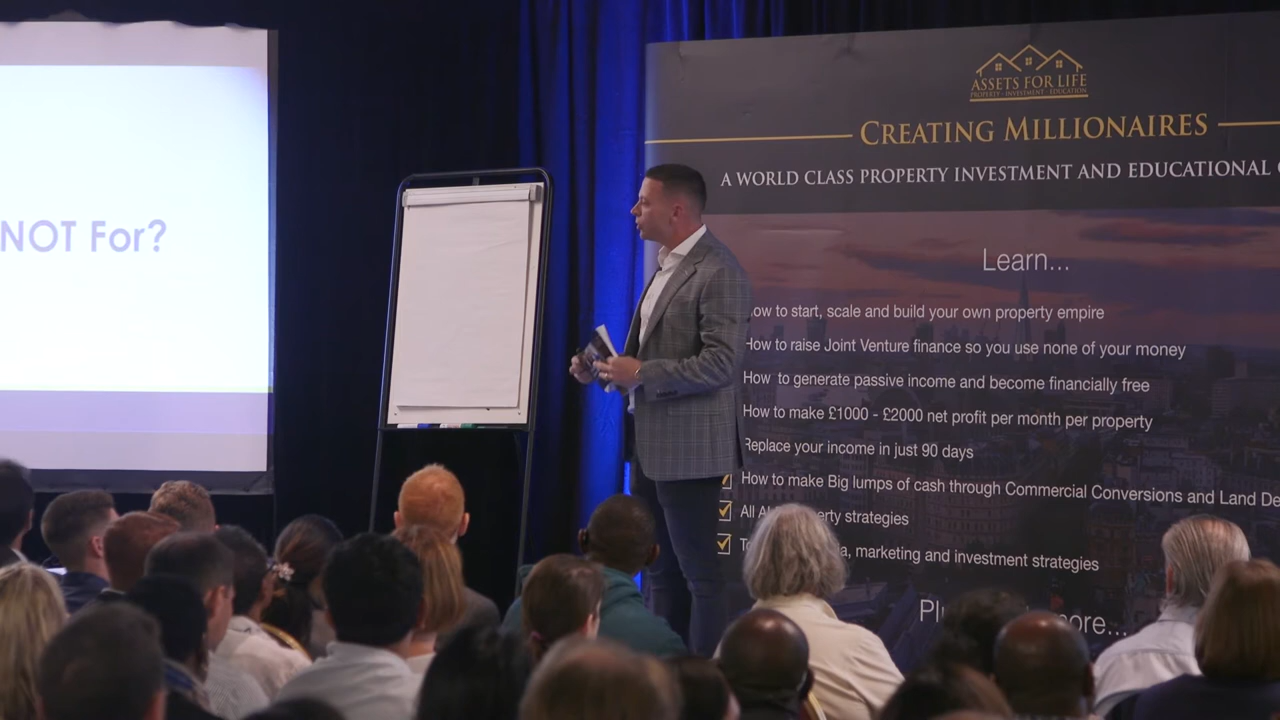 NOT For?
ASSETS FOR LIFE
PROPERTY · INVESTMENT · EDUCATION
CREATING MILLIONAIRES
A WORLD CLASS PROPERTY INVESTMENT AND EDUCATIONAL
Learn...
ow to start, scale and build your own property empire
How to raise Joint Venture finance so you use none of your money
How to generate passive income and become financially free
How to make £1000 - £2000 net profit per month per property
Replace your income in just 90 days
How to make Big lumps of cash through Commercial Conversions and Land De
All strategies
marketing and investment strategies